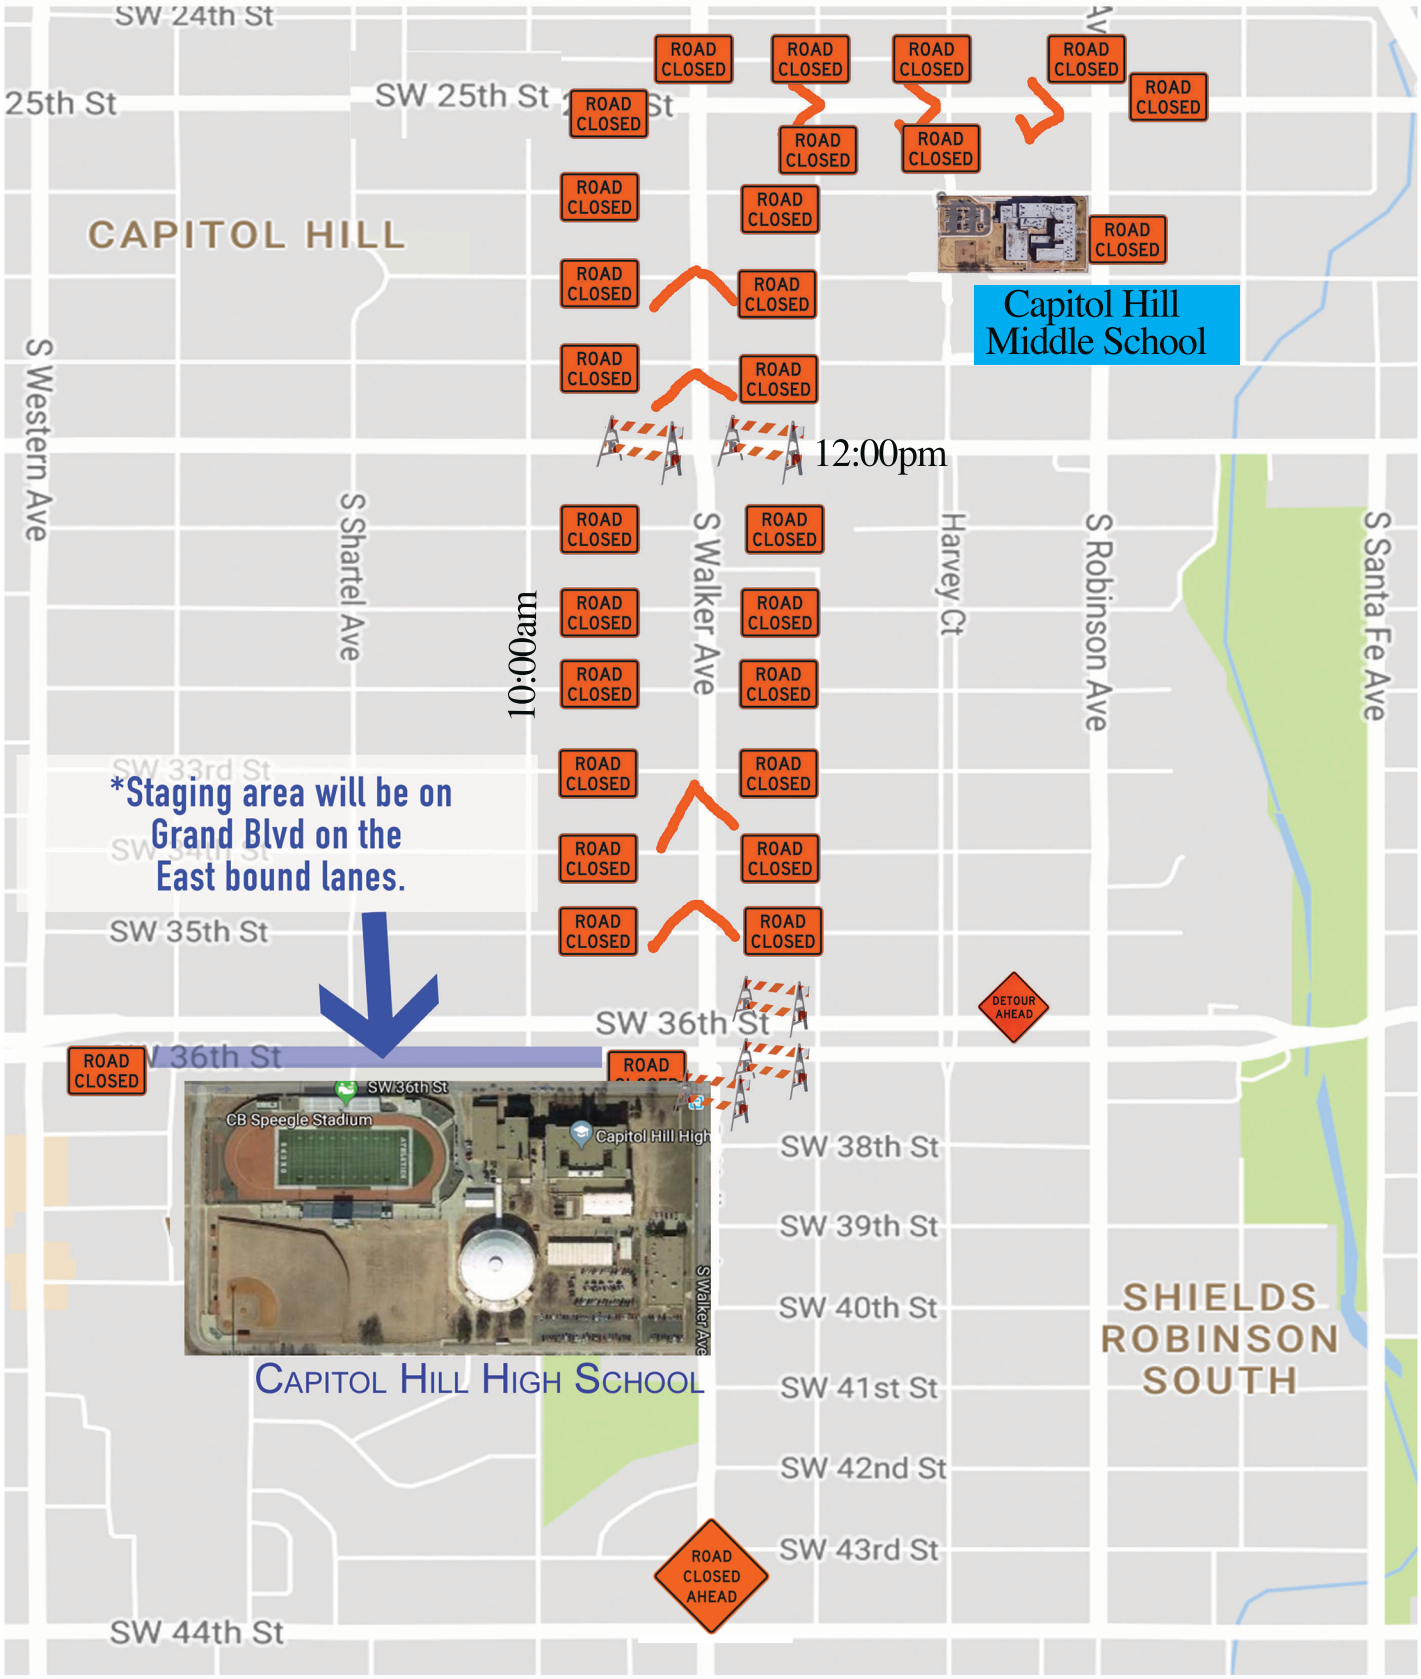 SW 24th St
Av
ROAD
CLOSED
ROAD
CLOSED
ROAD
CLOSED
ROAD
CLOSED
25th St
SW 25th St
2
St
ROAD
CLOSED
ROAD
CLOSED
ROAD
CLOSED
ROAD
CLOSED
ROAD
CLOSED
ROAD
CLOSED
CAPITOL HILL
ROAD
CLOSED
ROAD
CLOSED
ROAD
CLOSED
Capitol Hill
Middle School
ROAD
CLOSED
ROAD
CLOSED
12:00pm
S Western Ave
S Shartel Ave
ROAD
CLOSED
ROAD
CLOSED
S Walker Ave
Harvey Ct
S Robinson Ave
S Santa Fe Ave
10:00am
ROAD
CLOSED
ROAD
CLOSED
ROAD
CLOSED
ROAD
CLOSED
SW 33rd St
*Staging area will be on
Grand Blvd on the
SW 34th St
East bound lanes.
ROAD
CLOSED
ROAD
CLOSED
ROAD
CLOSED
ROAD
CLOSED
SW 35th St
ROAD
CLOSED
ROAD
CLOSED
DETOUR
AHEAD
SW 36th St
ROAD
CLOSED
W 36th St
ROAD
CLOSED
SW 36th St
CB Speegle Stadium
Capitol Hill High
ATHLETICS
S Walker Ave
SW 38th St
SW 39th St
SW 40th St
SHIELDS
ROBINSON
SOUTH
CAPITOL HILL HIGH SCHOOL
SW 41st St
SW 42nd St
SW 43rd St
ROAD
CLOSED
AHEAD
SW 44th St